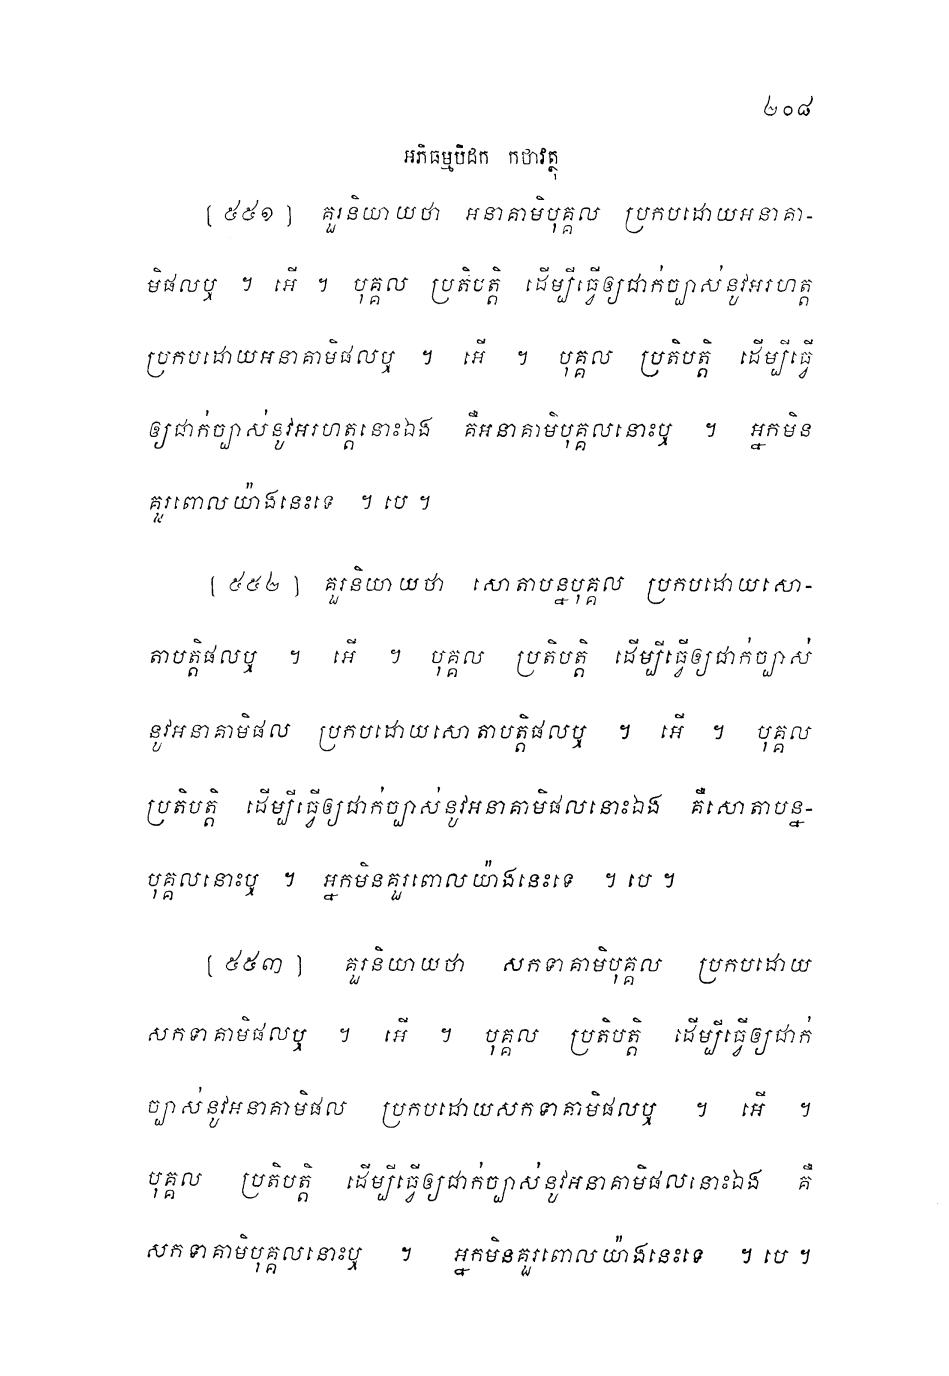 ២០៨
អភិធម្មបិដក កថាវត្ថុ
[ ៥៥១ ] គួរនិយាយថា អនាគាមិបុគ្គល ប្រកបដោយអនាគា-
មិផលឬ ។ អើ ។ បុគ្គល ប្រតិបត្តិ ដើម្បីធ្វើឲ្យជាក់ច្បាស់នូវអរហត្ត
ប្រកបដោយអនាគាមិផលឬ ។ អើ ។ បុគ្គល ប្រតិបត្តិ ដើម្បីធ្វើ
ឲ្យជាក់ច្បាស់នូវអរហត្តនោះឯង គឺអនាគាមិបុគ្គលនោះឬ ។ អ្នកមិន
គួរពោលយ៉ាងនេះទេ ។ បេ ។
[ ៥៥២ ] គួរនិយាយថា សោតាបន្នបុគ្គល ប្រកបដោយសោ-
តាបត្តិផលឬ ។ អើ ។ បុគ្គល ប្រតិបត្តិ ដើម្បីធ្វើឲ្យជាក់ច្បាស់
នូវអនាគាមិផល ប្រកបដោយសោតាបត្តិផលឬ ។ អើ ។ បុគ្គល
ប្រតិបត្តិ ដើម្បីធ្វើឲ្យជាក់ច្បាស់នូវអនាគាមិផលនោះឯង គឺសោតាបន្ន-
បុគ្គលនោះឬ ។ អ្នកមិនគួរពោលយ៉ាងនេះទេ ។ បេ ។
[ ៥៥៣ ] គួរនិយាយថា សកទាគាមិបុគ្គល ប្រកបដោយ
សកទាគាមិផលឬ ។ អើ ។ បុគ្គល ប្រតិបត្តិ ដើម្បីធ្វើឲ្យជាក់
ច្បាស់នូវអនាគាមិផល ប្រកបដោយសកទាគាមិផលឬ ។ អើ ។
បុគ្គល ប្រតិបត្តិ ដើម្បីធ្វើឲ្យជាក់ច្បាស់នូវអនាគាមិផលនោះឯង គឺ
សកទាគាមិបុគ្គលនោះឬ ។ អ្នកមិនគួរពោលយ៉ាងនេះទេ ។ បេ ។